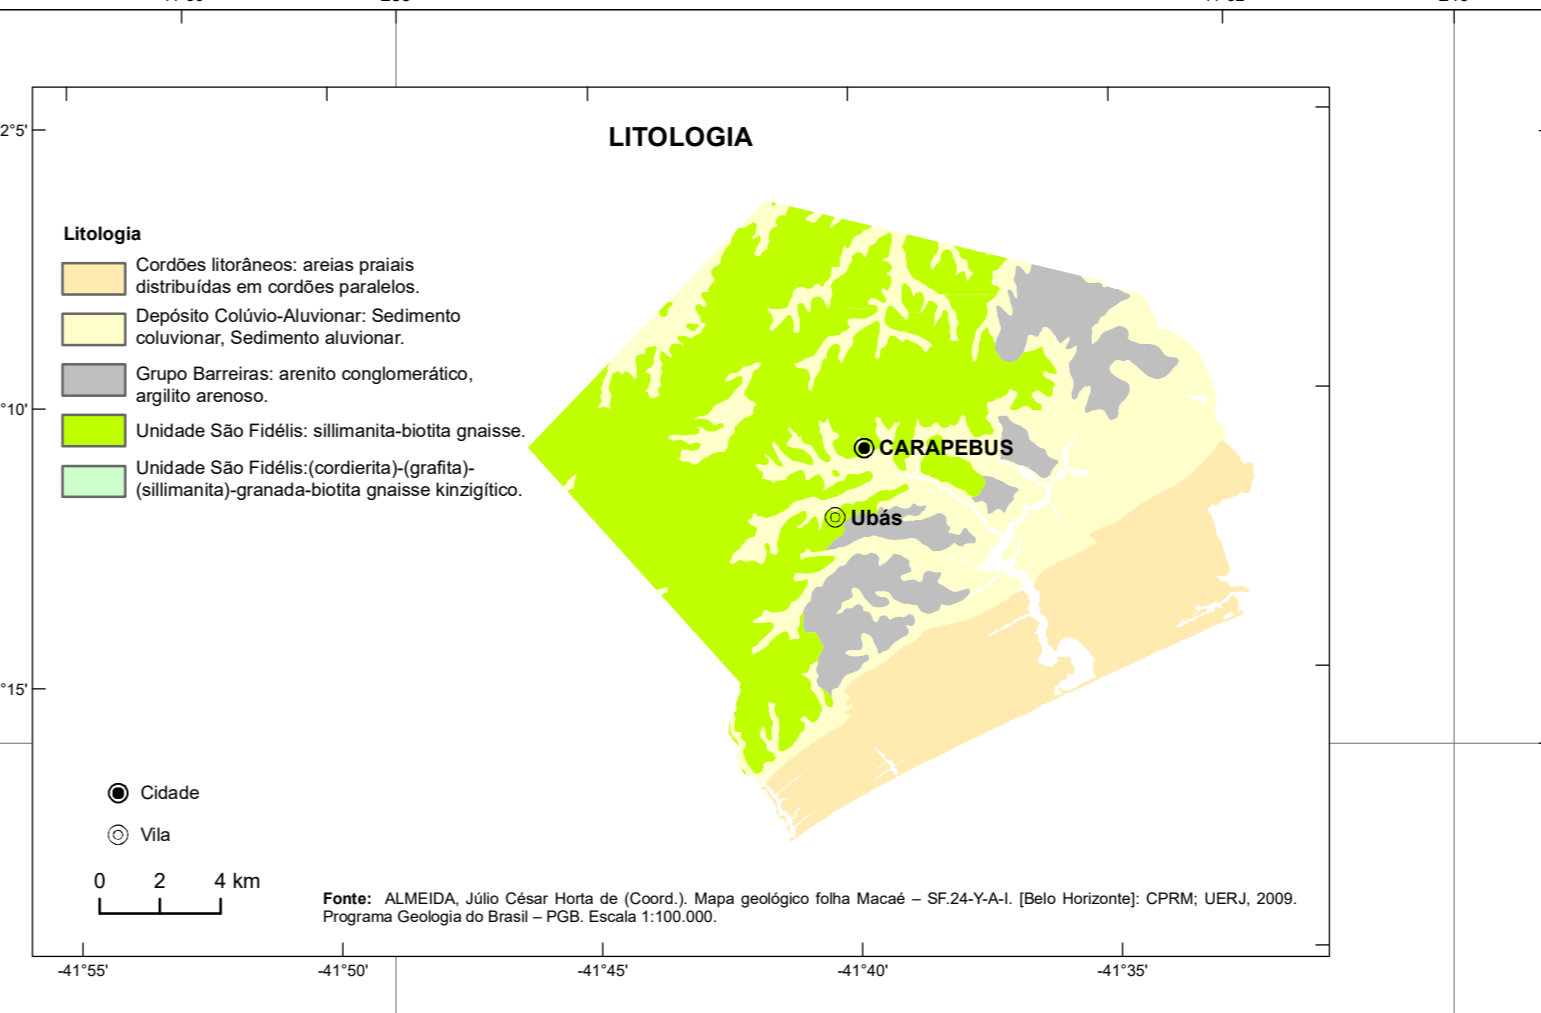 LITOLOGIA
2°5'
Litologia
Cordões litorâneos: areias praiais
distribuídas em cordões paralelos.
Depósito Colúvio-Aluvionar: Sedimento
coluvionar, Sedimento aluvionar.
Grupo Barreiras: arenito conglomerático,
argilito arenoso.
°10'
Unidade São Fidélis: sillimanita-biotita gnaisse.
Unidade São Fidélis:(cordierita)-(grafita)-
(sillimanita)-granada-biotita gnaisse kinzigítico.
CARAPEBUS
Ubás
°15'
Cidade
Vila
0 2 4 km
Fonte: ALMEIDA, Júlio César Horta de (Coord.). Mapa geológico folha Macaé – SF.24-Y-A-I. [Belo Horizonte]: CPRM; UERJ, 2009.
Programa Geologia do Brasil – PGB. Escala 1:100.000.
-41°55' -41°50' -41°45' -41°40' -41°35'